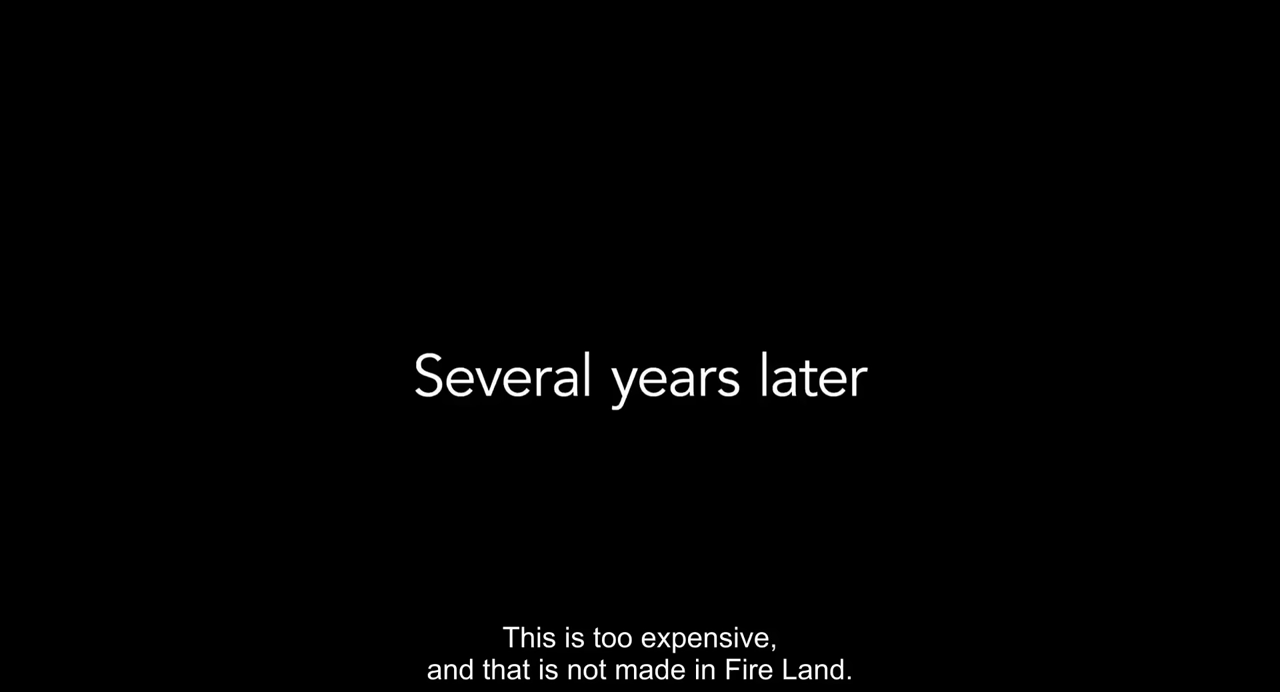 Several years later
This is too expensive,
and that is not made in Fire Land.